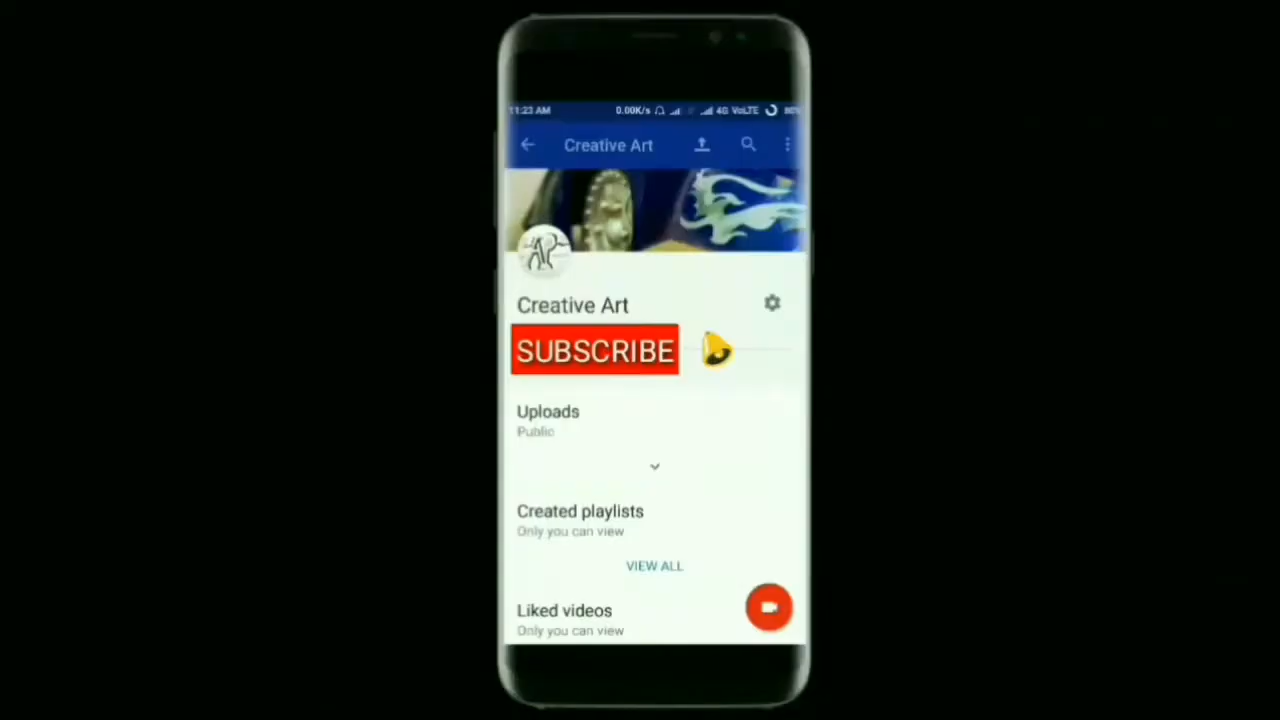 11:23 AM 0.00K/s 4G VoLTE
Creative Art
Creative Art
SUBSCRIBE
Uploads
Public
Created playlists
Only you can view
VIEW ALL
Liked videos
Only you can view